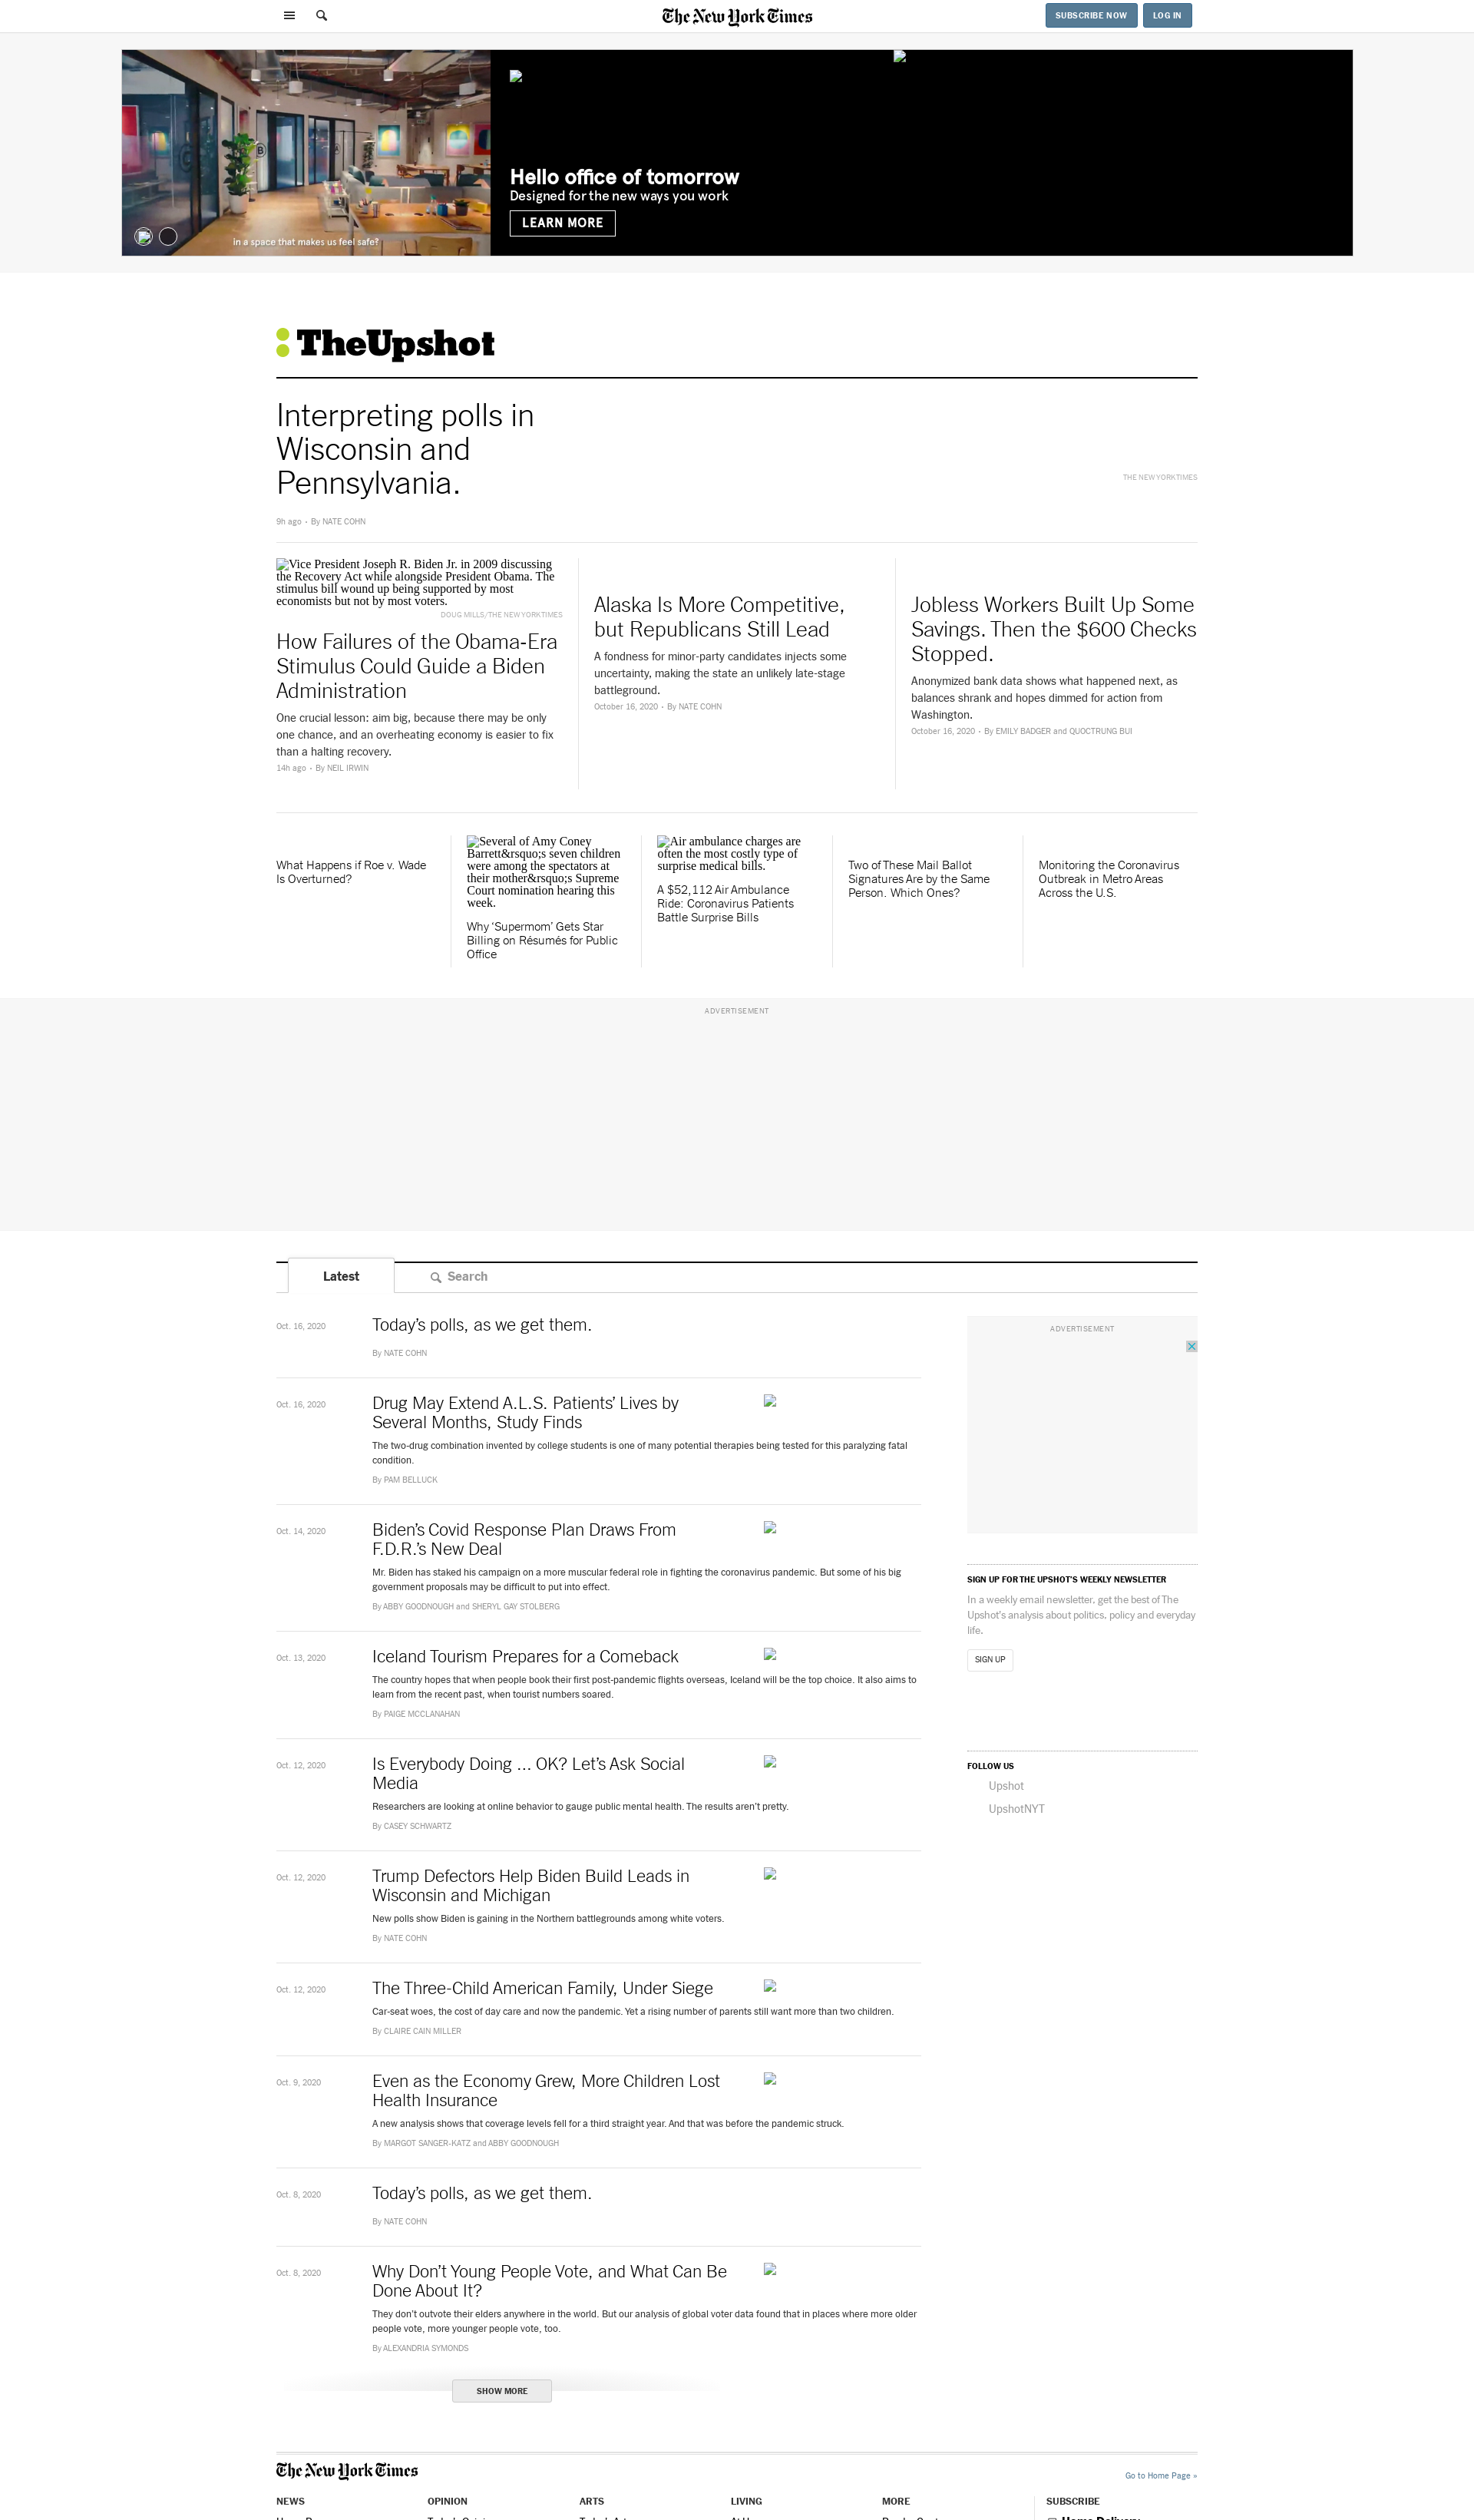 The New York Times
SUBSCRIBE NOW
LOG IN
in a space that makes us feel safe?
Hello office of tomorrow
Designed for the new ways you work
LEARN MORE
TheUpshot
Interpreting polls in
Wisconsin and
Pennsylvania.
9h ago • By NATE COHN
THE NEW YORK TIMES
Vice President Joseph R. Biden Jr. in 2009 discussing
the Recovery Act while alongside President Obama. The
stimulus bill wound up being supported by most
economists but not by most voters.
DOUG MILLS/THE NEW YORK TIMES
How Failures of the Obama-Era
Stimulus Could Guide a Biden
Administration
One crucial lesson: aim big, because there may be only
one chance, and an overheating economy is easier to fix
than a halting recovery.
14h ago • By NEIL IRWIN
Alaska Is More Competitive,
but Republicans Still Lead
A fondness for minor-party candidates injects some
uncertainty, making the state an unlikely late-stage
battleground.
October 16, 2020 • By NATE COHN
Jobless Workers Built Up Some
Savings. Then the $600 Checks
Stopped.
Anonymized bank data shows what happened next, as
balances shrank and hopes dimmed for action from
Washington.
October 16, 2020 • By EMILY BADGER and QUOCTRUNG BUI
What Happens if Roe v. Wade
Is Overturned?
Several of Amy Coney
Barrett&rsquo;s seven children
were among the spectators at
their mother&rsquo;s Supreme
Court nomination hearing this
week.
Why ‘Supermom’ Gets Star
Billing on Résumés for Public
Office
Air ambulance charges are
often the most costly type of
surprise medical bills.
A $52,112 Air Ambulance
Ride: Coronavirus Patients
Battle Surprise Bills
Two of These Mail Ballot
Signatures Are by the Same
Person. Which Ones?
Monitoring the Coronavirus
Outbreak in Metro Areas
Across the U.S.
ADVERTISEMENT
Latest
Search
Oct. 16, 2020
Today’s polls, as we get them.
By NATE COHN
Oct. 16, 2020
Drug May Extend A.L.S. Patients’ Lives by
Several Months, Study Finds
The two-drug combination invented by college students is one of many potential therapies being tested for this paralyzing fatal
condition.
By PAM BELLUCK
Oct. 14, 2020
Biden’s Covid Response Plan Draws From
F.D.R.’s New Deal
Mr. Biden has staked his campaign on a more muscular federal role in fighting the coronavirus pandemic. But some of his big
government proposals may be difficult to put into effect.
By ABBY GOODNOUGH and SHERYL GAY STOLBERG
Oct. 13, 2020
Iceland Tourism Prepares for a Comeback
The country hopes that when people book their first post-pandemic flights overseas, Iceland will be the top choice. It also aims to
learn from the recent past, when tourist numbers soared.
By PAIGE MCCLANAHAN
Oct. 12, 2020
Is Everybody Doing ... OK? Let’s Ask Social
Media
Researchers are looking at online behavior to gauge public mental health. The results aren’t pretty.
By CASEY SCHWARTZ
Oct. 12, 2020
Trump Defectors Help Biden Build Leads in
Wisconsin and Michigan
New polls show Biden is gaining in the Northern battlegrounds among white voters.
By NATE COHN
Oct. 12, 2020
The Three-Child American Family, Under Siege
Car-seat woes, the cost of day care and now the pandemic. Yet a rising number of parents still want more than two children.
By CLAIRE CAIN MILLER
Oct. 9, 2020
Even as the Economy Grew, More Children Lost
Health Insurance
A new analysis shows that coverage levels fell for a third straight year. And that was before the pandemic struck.
By MARGOT SANGER-KATZ and ABBY GOODNOUGH
Oct. 8, 2020
Today’s polls, as we get them.
By NATE COHN
Oct. 8, 2020
Why Don’t Young People Vote, and What Can Be
Done About It?
They don’t outvote their elders anywhere in the world. But our analysis of global voter data found that in places where more older
people vote, more younger people vote, too.
By ALEXANDRIA SYMONDS
SHOW MORE
ADVERTISEMENT
SIGN UP FOR THE UPSHOT’S WEEKLY NEWSLETTER
In a weekly email newsletter, get the best of The
Upshot’s analysis about politics, policy and everyday
life.
SIGN UP
FOLLOW US
Upshot
UpshotNYT
The New York Times
Go to Home Page »
NEWS
OPINION
ARTS
LIVING
MORE
SUBSCRIBE